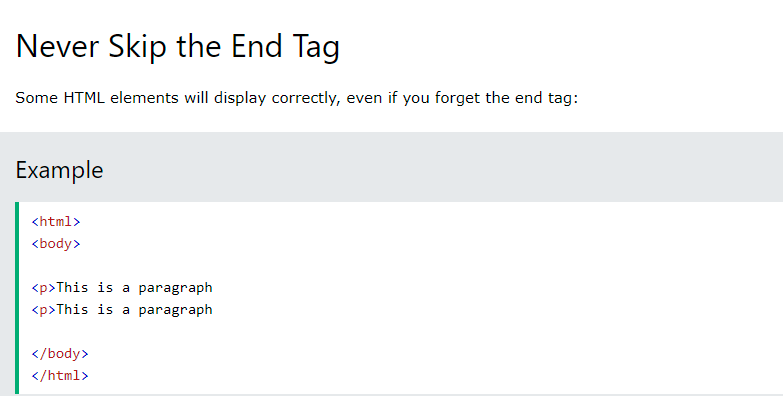 Never Skip the End Tag
Some HTML elements will display correctly, even if you forget the end tag:
Example
<html>
<body>
<p>This is a paragraph
<p>This is a paragraph
</body>
</html>